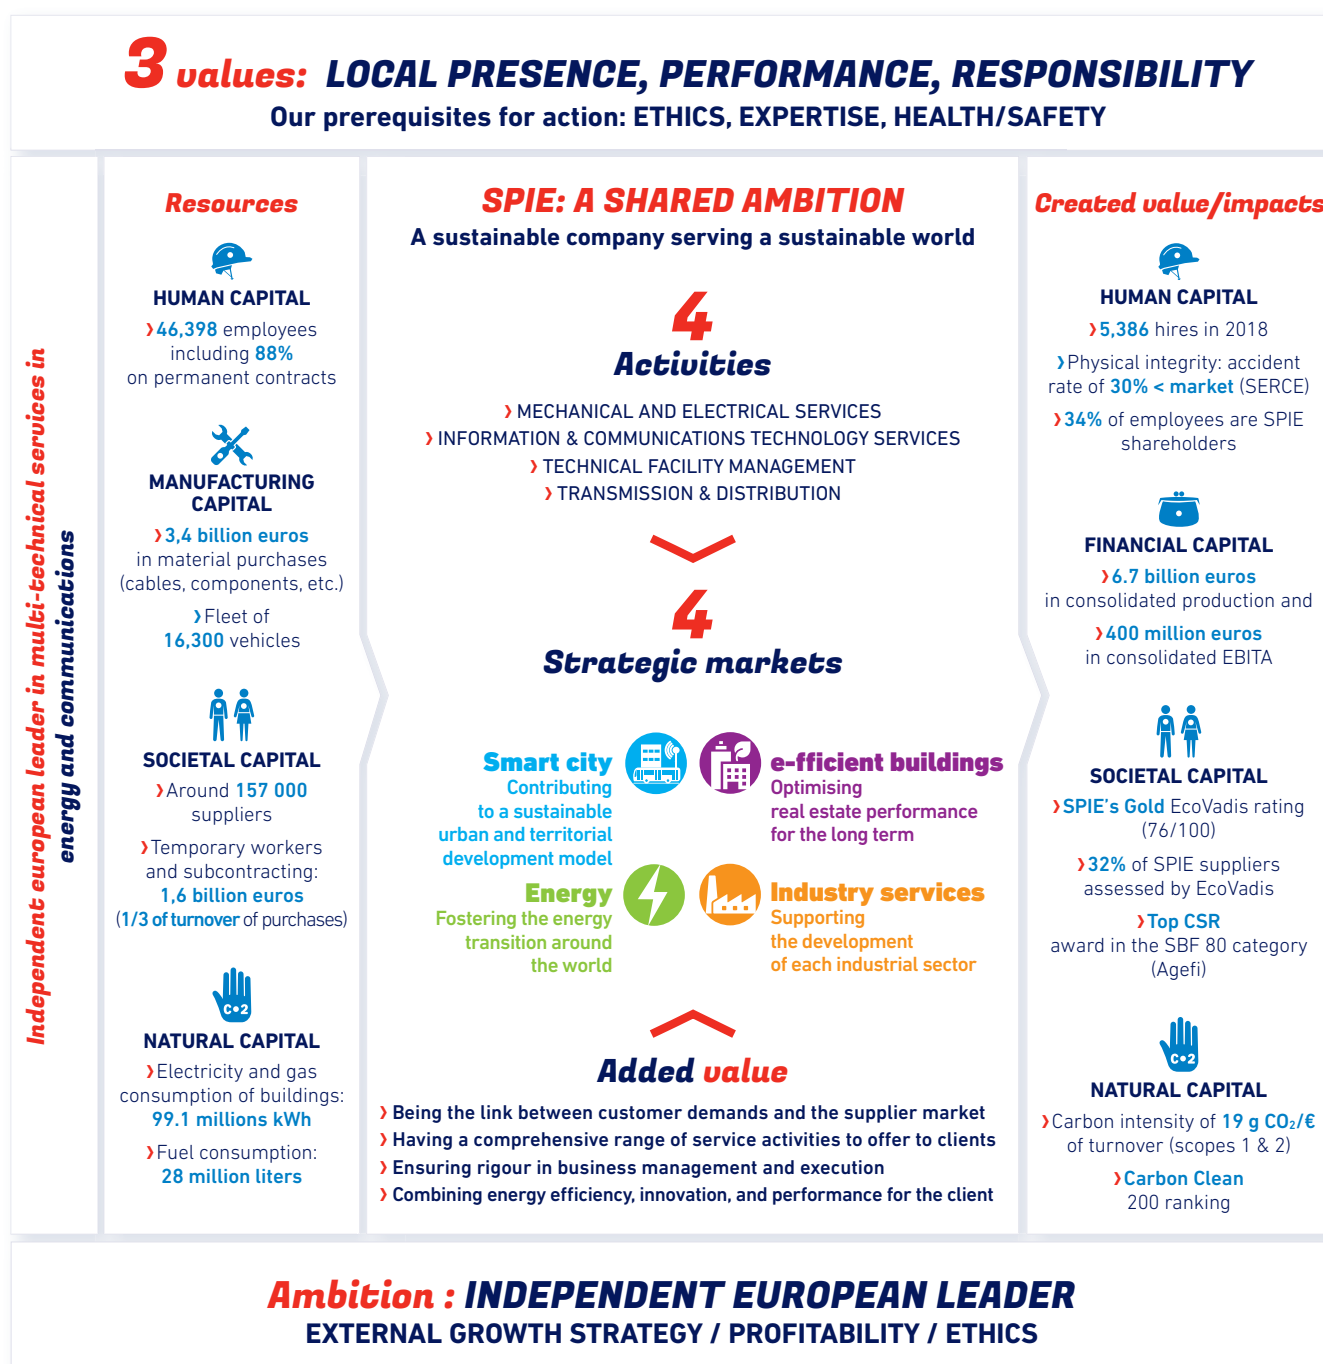 3 values: LOCAL PRESENCE, PERFORMANCE, RESPONSIBILITY
Our prerequisites for action: ETHICS, EXPERTISE, HEALTH/SAFETY
Independent european leader in multi-technical services in
energy and communications
Resources
HUMAN CAPITAL
❯46,398 employees
including 88%
on permanent contracts
MANUFACTURING
CAPITAL
❯3,4 billion euros
in material purchases
(cables, components, etc.)
❯Fleet of
16,300 vehicles
SOCIETAL CAPITAL
❯Around 157 000
suppliers
❯Temporary workers
and subcontracting:
1,6 billion euros
(1/3 of turnover of purchases)
C•2
NATURAL CAPITAL
❯Electricity and gas
consumption of buildings:
99.1 millions kWh
❯Fuel consumption:
28 million liters
SPIE: A SHARED AMBITION
A sustainable company serving a sustainable world
4
Activities
❯ MECHANICAL AND ELECTRICAL SERVICES
❯ INFORMATION & COMMUNICATIONS TECHNOLOGY SERVICES
❯ TECHNICAL FACILITY MANAGEMENT
❯ TRANSMISSION & DISTRIBUTION
4
Strategic markets
Smart city
Contributing
to a sustainable
urban and territorial
development model
e-fficient buildings
Optimising
real estate performance
for the long term
Energy
Fostering the energy
transition around
the world
Industry services
Supporting
the development
of each industrial sector
Added value
❯ Being the link between customer demands and the supplier market
❯ Having a comprehensive range of service activities to offer to clients
❯ Ensuring rigour in business management and execution
❯ Combining energy efficiency, innovation, and performance for the client
Created value/impacts
HUMAN CAPITAL
❯5,386 hires in 2018
❯Physical integrity: accident
rate of 30% < market (SERCE)
❯34% of employees are SPIE
shareholders
FINANCIAL CAPITAL
❯6.7 billion euros
in consolidated production and
❯400 million euros
in consolidated EBITA
SOCIETAL CAPITAL
❯SPIE's Gold EcoVadis rating
(76/100)
❯32% of SPIE suppliers
assessed by EcoVadis
❯Top CSR
award in the SBF 80 category
(Agefi)
C•2
NATURAL CAPITAL
❯Carbon intensity of 19 g CO₂/€
of turnover (scopes 1 & 2)
❯Carbon Clean
200 ranking
Ambition : INDEPENDENT EUROPEAN LEADER
EXTERNAL GROWTH STRATEGY / PROFITABILITY / ETHICS